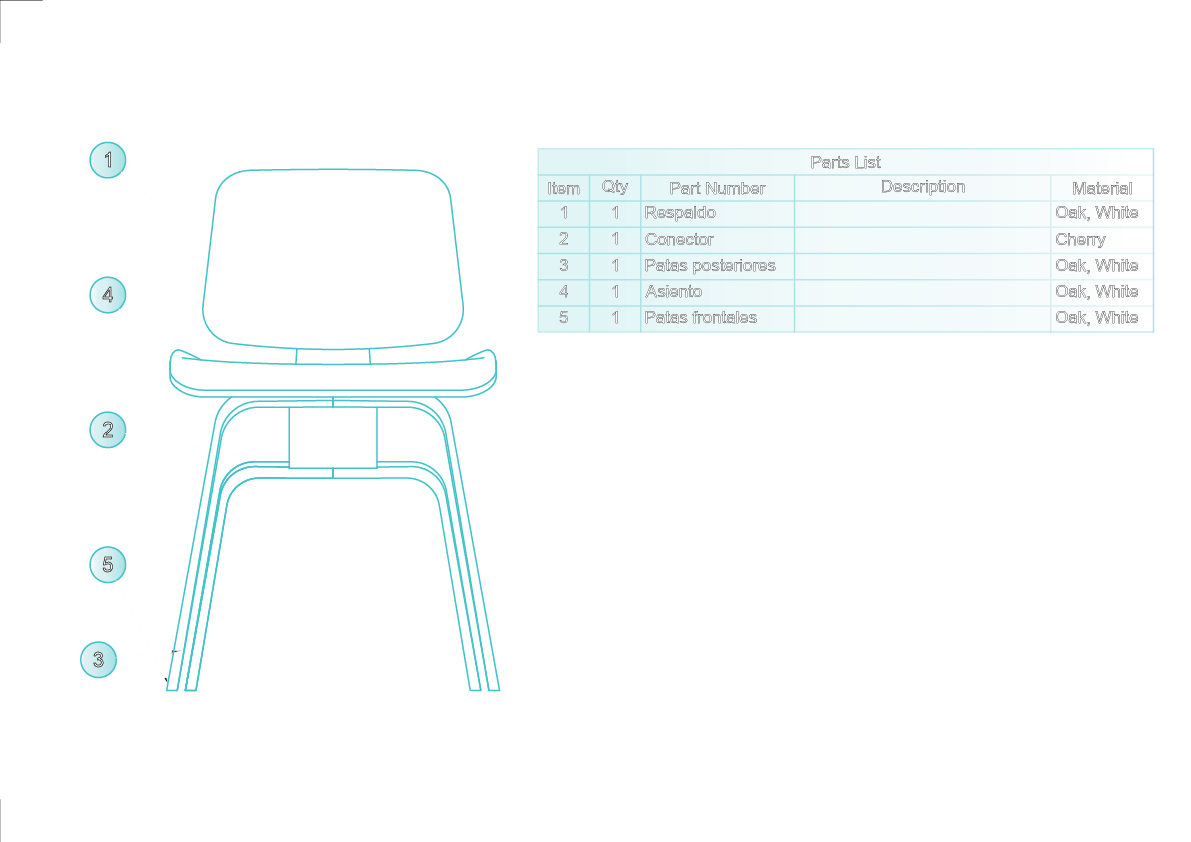 1
4
2
5
3
Parts List
Item Qty Part Number Description Material
1 1 Respaldo Oak, White
2 1 Conector Cherry
3 1 Patas posteriores Oak, White
4 1 Asiento Oak, White
5 1 Patas frontales Oak, White